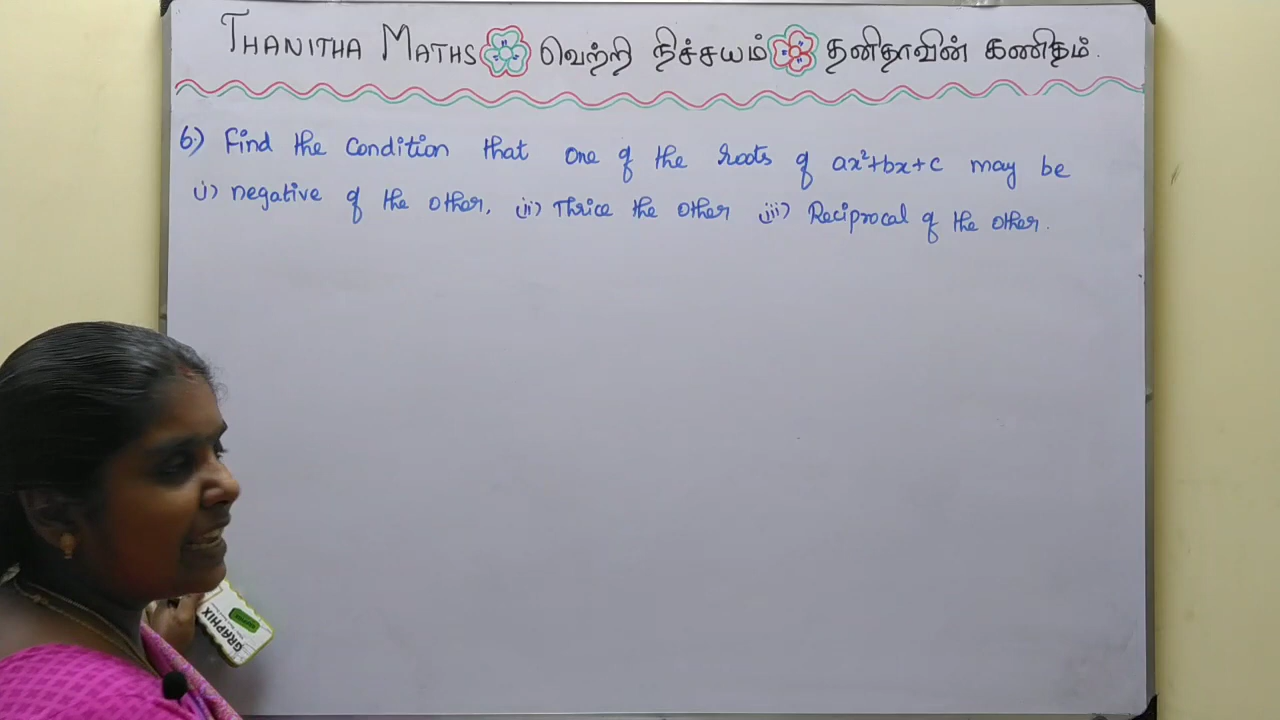 THANITHA MATHS வெற்றி நிச்சயம் தனிதாவின் கணிதம்.
6.) Find the Condition that one of the roots of ax²+bx+c may be
i) negative of the other, ii) Thrice the other iii) Reciprocal of the other.
GRAPHIX